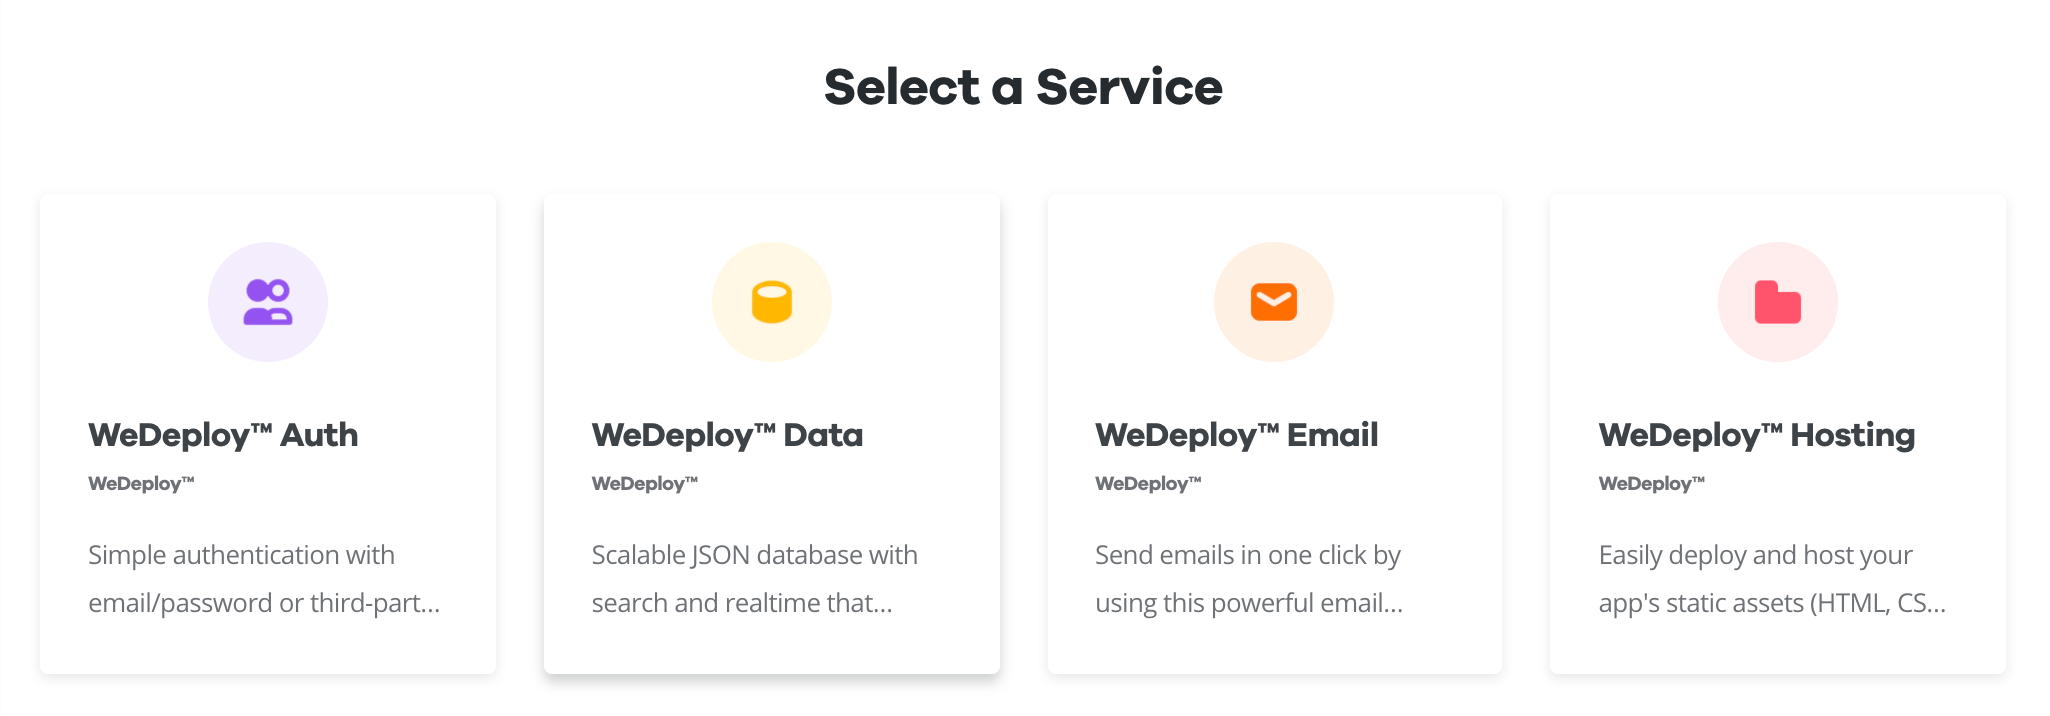 Select a Service
WeDeploy™ Auth
WeDeploy™
Simple authentication with
email/password or third-part...
WeDeploy™ Data
WeDeploy™
Scalable JSON database with
search and realtime that...
WeDeploy™ Email
WeDeploy™
Send emails in one click by
using this powerful email...
WeDeploy™ Hosting
WeDeploy™
Easily deploy and host your
app's static assets (HTML, CS...